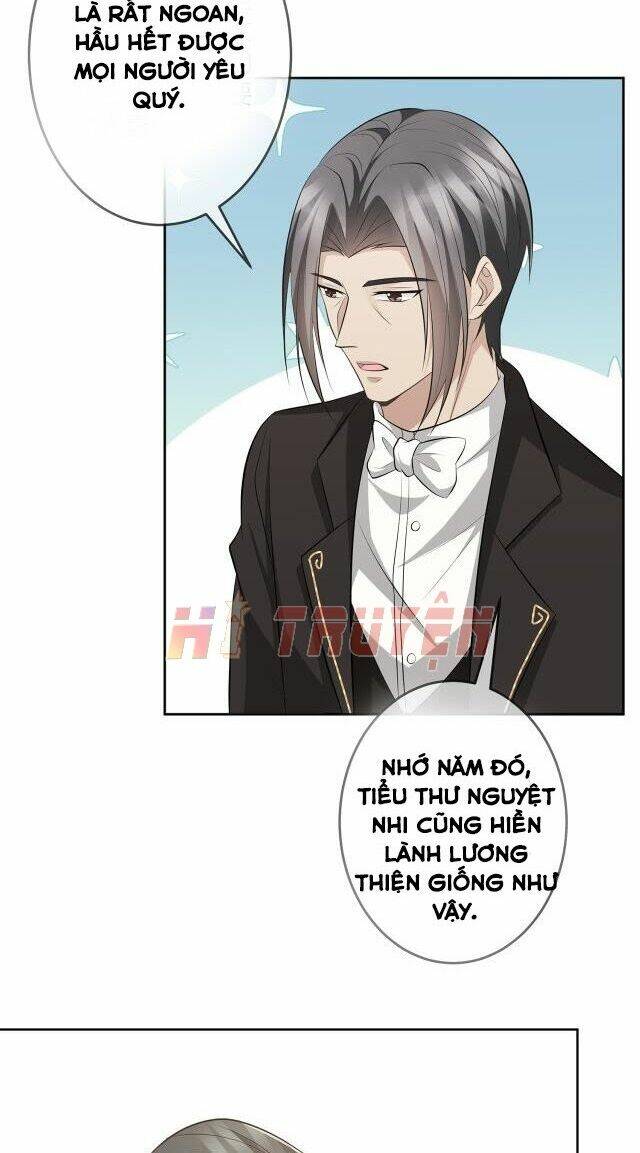 LÀ RẤT NGOAN,
HẦU HẾT ĐƯỢC
MỌI NGƯỜI YÊU
QUÝ.
HI TRUYỆN
NHỚ NĂM ĐÓ,
TIỂU THƯ NGUYỆT
NHI CŨNG HIỀN
LÀNH LƯƠNG
THIỆN GIỐNG NHƯ
VẬY.